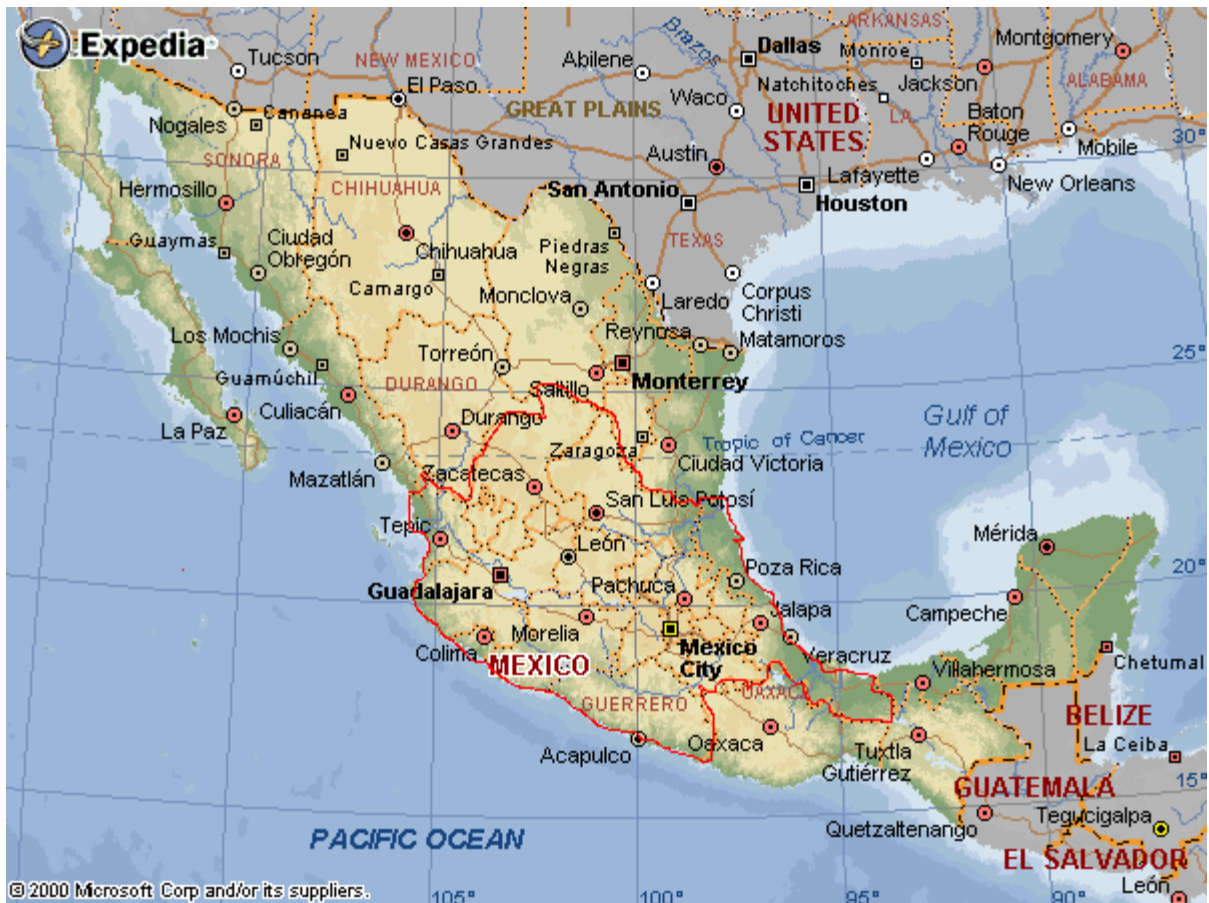 Expedia
Tucson
NEW MEXICO
El Paso
Abilene
Brazos
Dallas
ARKANSAS
Monroe
Montgomery
Natchitoches
Jackson
ALABAMA
Nogales
Cananea
GREAT PLAINS
Waco
UNITED
STATES
LA
Baton
Rouge
30°
SONORA
Nuevo Casas Grandes
Austin
Mobile
Hermosillo
CHIHUAHUA
San Antonio
Lafayette
New Orleans
Houston
Guaymas
Ciudad
Obregón
Chihuahua
Piedras
Negras
TEXAS
Camargo
Monclova
Laredo
Corpus
Christi
Los Mochis
Torreón
Reynosa
Matamoros
25°
Guamúchil
DURANGO
Saltillo
Monterrey
Culiacán
La Paz
Durango
Gulf of
Mexico
Zaragoza
Tropic of Cancer
Mazatlán
Zacatecas
Ciudad Victoria
San Luis Potosí
Tepic
León
Mérida
Guadalajara
Pachuca
Poza Rica
20°
Campeche
Colima
Morelia
Jalapa
MEXICO
Mexico
City
Veracruz
Villahermosa
Chetumal
GUERRERO
OAXACA
BELIZE
Acapulco
Oaxaca
Tuxtla
Gutiérrez
La Ceiba
GUATEMALA
15°
PACIFIC OCEAN
Quetzaltenango
Tegucigalpa
EL SALVADOR
León
© 2000 Microsoft Corp and/or its suppliers.
105°
100°
95°
90°